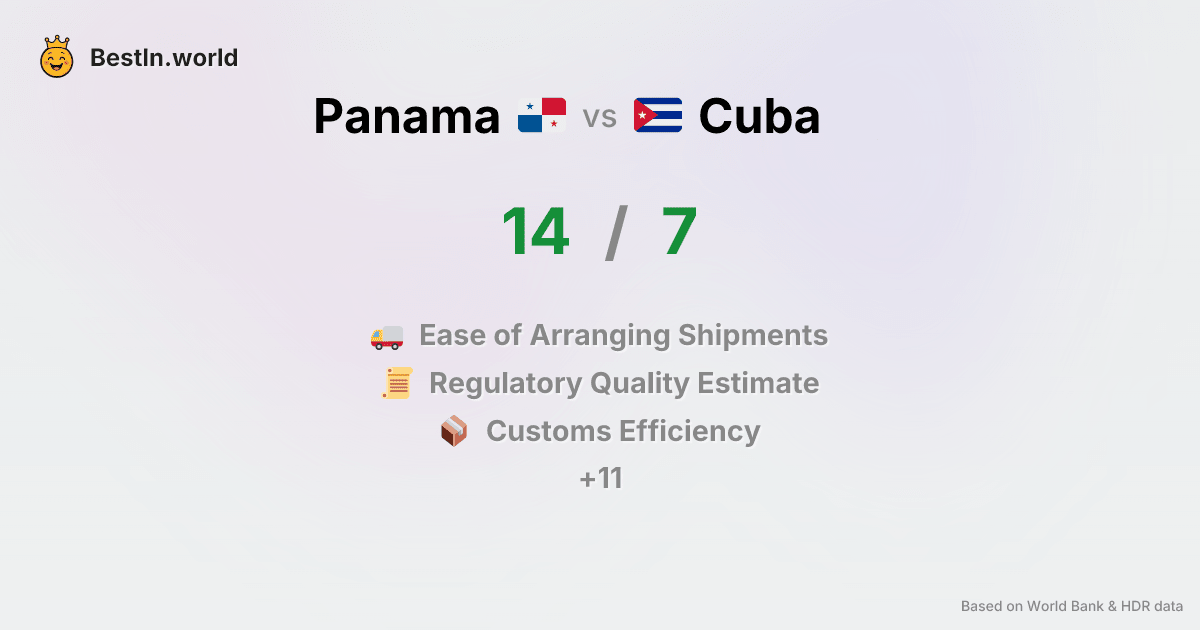 BestIn.world
Panama vs Cuba
14 / 7
Ease of Arranging Shipments
Regulatory Quality Estimate
Customs Efficiency
+11
Based on World Bank & HDR data